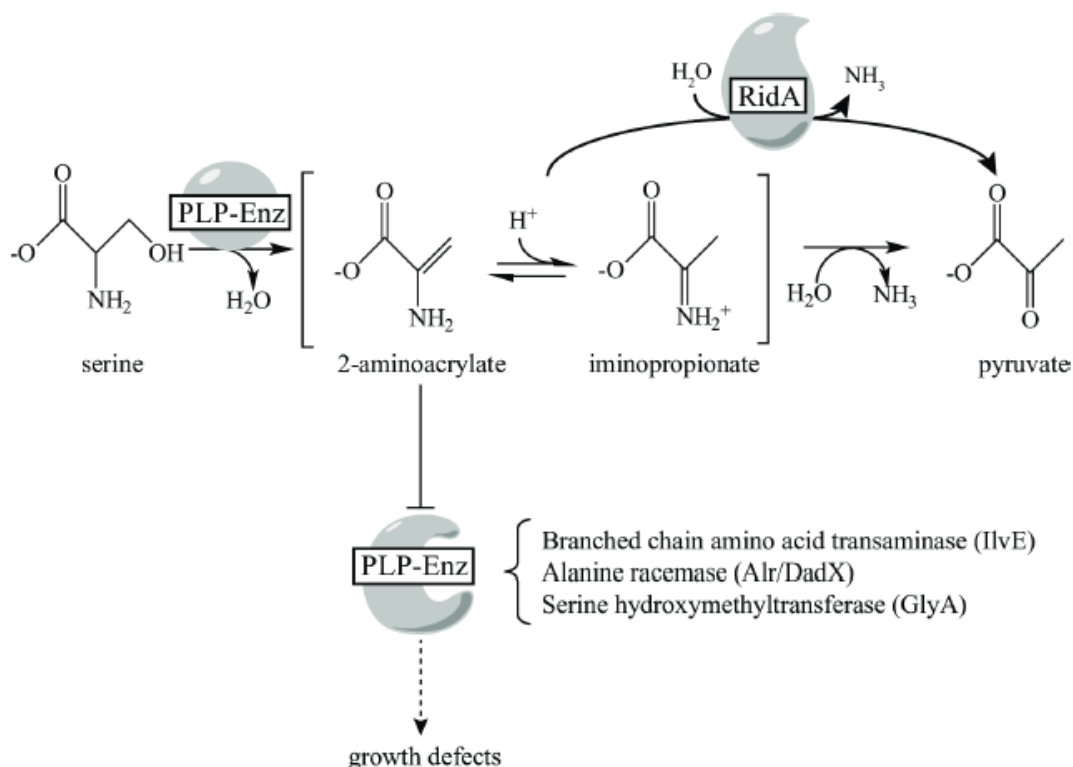 H₂O
RidA
NH₃
PLP-Enz
O
-O
OH
NH₂
H₂O
serine
O
-O
NH₂
2-aminoacrylate
H⁺
O
-O
NH₂⁺
iminopropionate
H₂O
NH₃
O
-O
O
pyruvate
PLP-Enz
Branched chain amino acid transaminase (IlvE)
Alanine racemase (Alr/DadX)
Serine hydroxymethyltransferase (GlyA)
growth defects